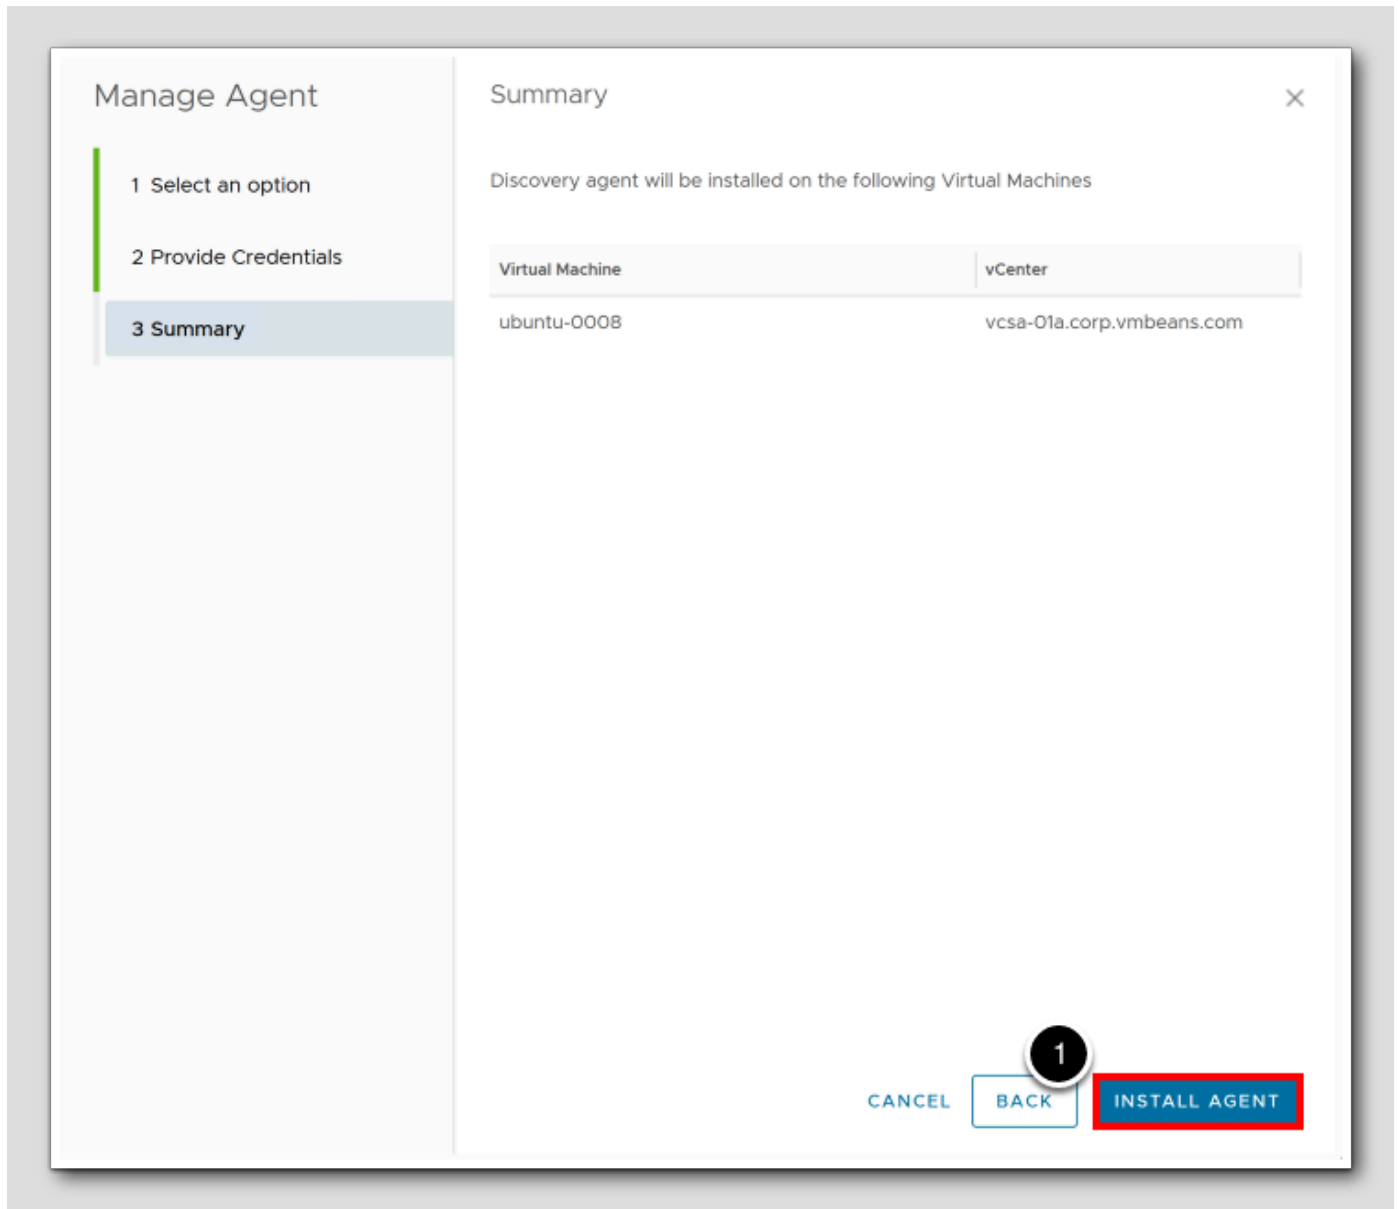 Manage Agent
1 Select an option
2 Provide Credentials
3 Summary
Summary
Discovery agent will be installed on the following Virtual Machines
Virtual Machine vCenter
ubuntu-0008 vcsa-01a.corp.vmbeans.com
1
CANCEL BACK INSTALL AGENT